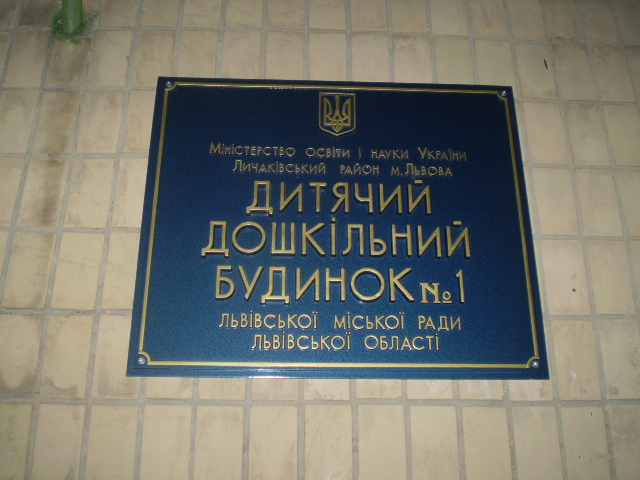 Міністерство освіти і науки України
Личаківський район м. Львова
ДИТЯЧИЙ
ДОШКІЛЬНИЙ
БУДИНОК №1
ЛЬВІВСЬКОЇ МІСЬКОЇ РАДИ
ЛЬВІВСЬКОЇ ОБЛАСТІ